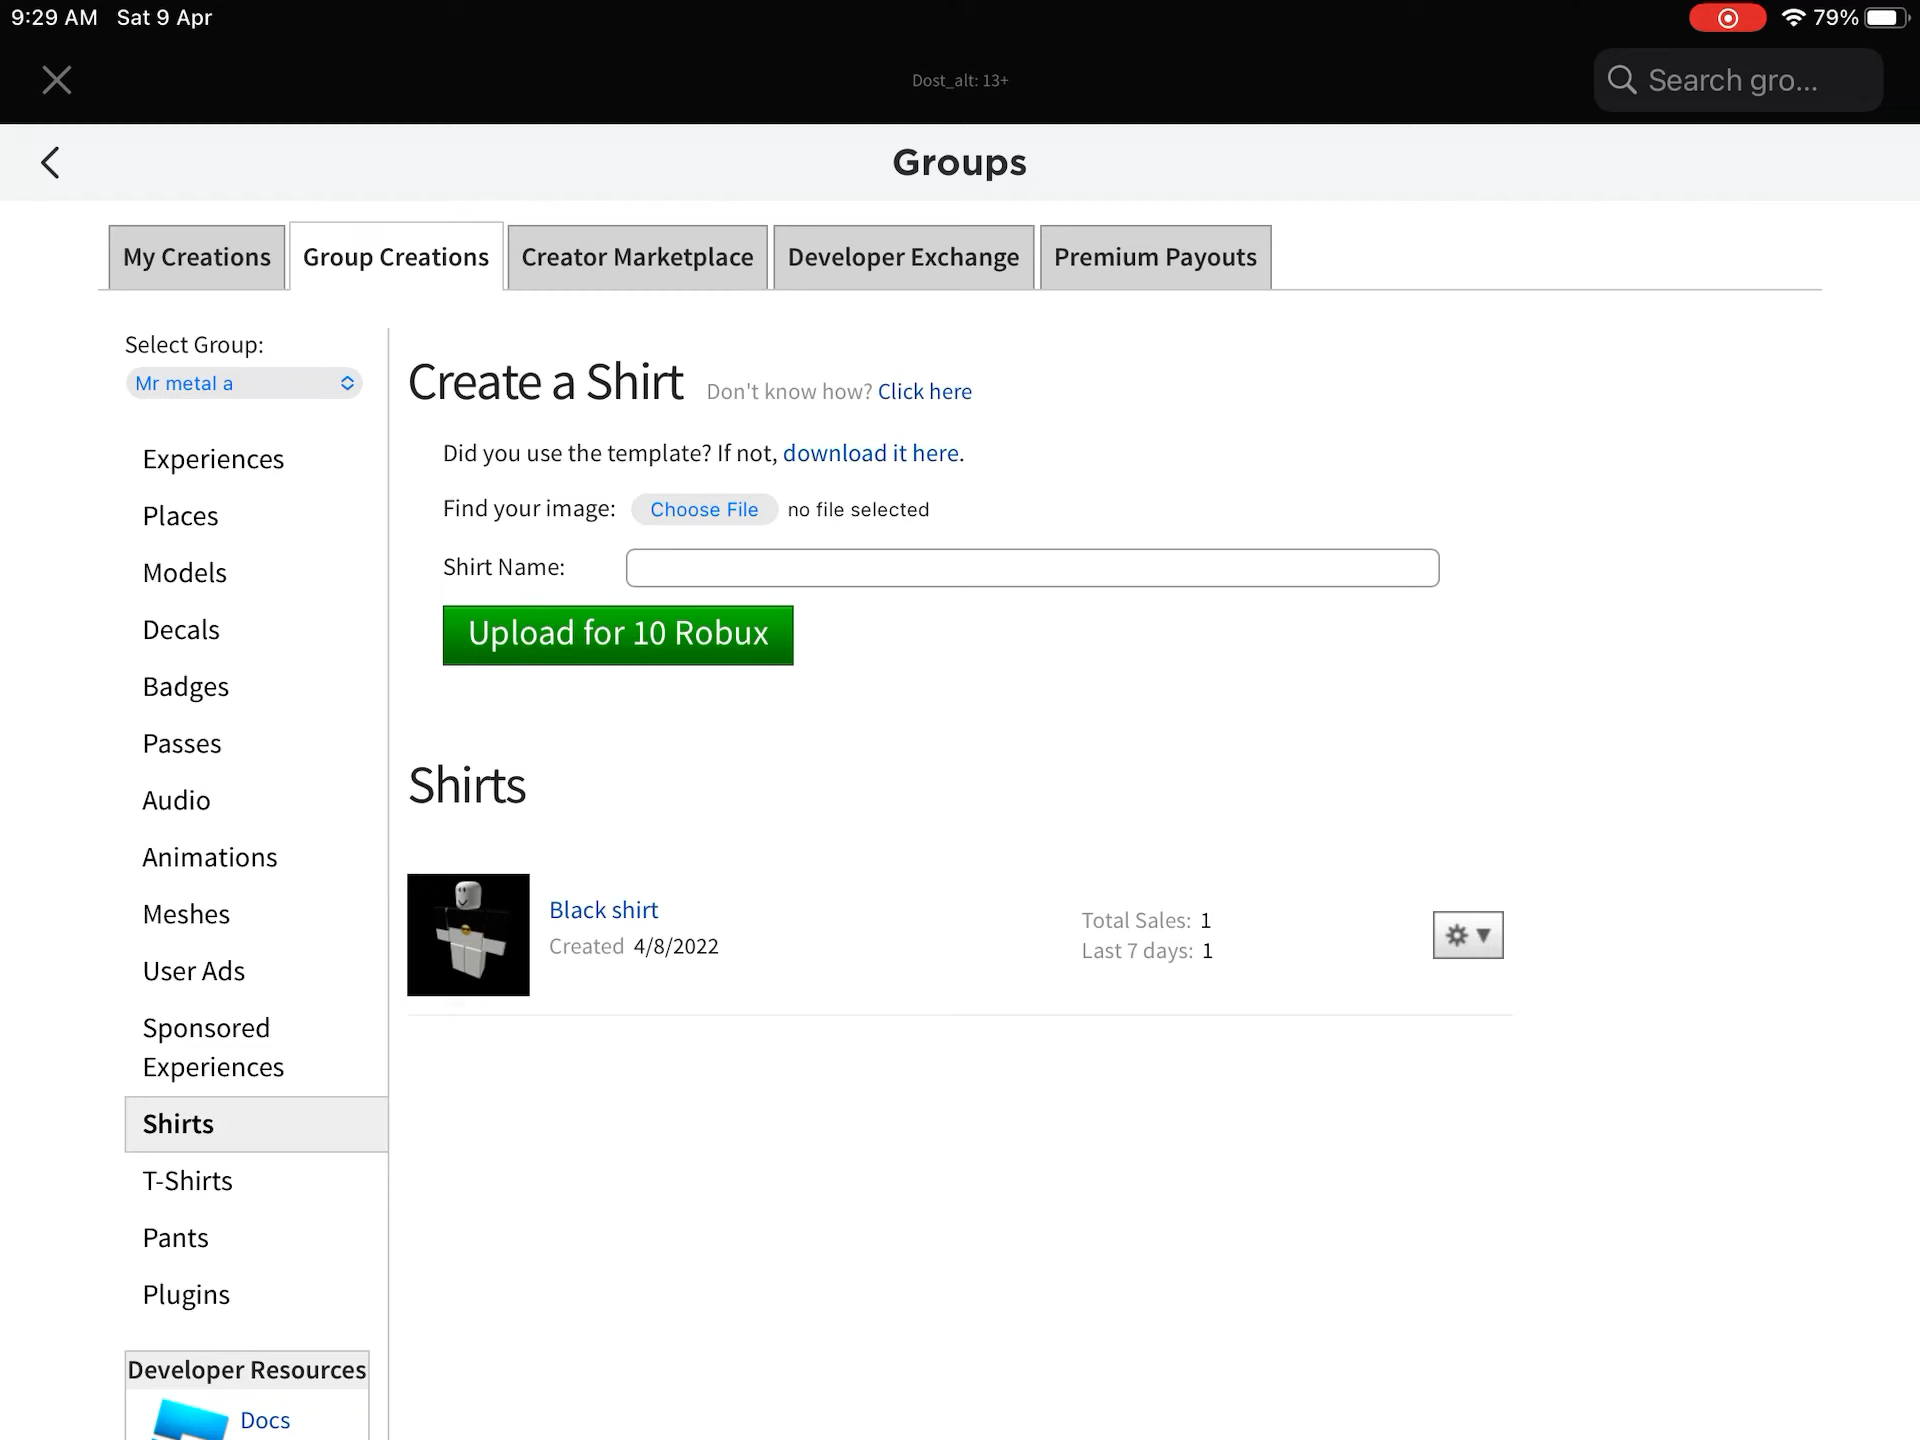 9:29 AM Sat 9 Apr
79%
Dost_alt: 13+
Search gro...
Groups
My Creations
Group Creations
Creator Marketplace
Developer Exchange
Premium Payouts
Select Group:
Mr metal a
Experiences
Places
Models
Decals
Badges
Passes
Audio
Animations
Meshes
User Ads
Sponsored
Experiences
Shirts
T-Shirts
Pants
Plugins
Developer Resources
Docs
Create a Shirt Don't know how? Click here
Did you use the template? If not, download it here.
Find your image: Choose File no file selected
Shirt Name:
Upload for 10 Robux
Shirts
Black shirt
Created 4/8/2022
Total Sales: 1
Last 7 days: 1